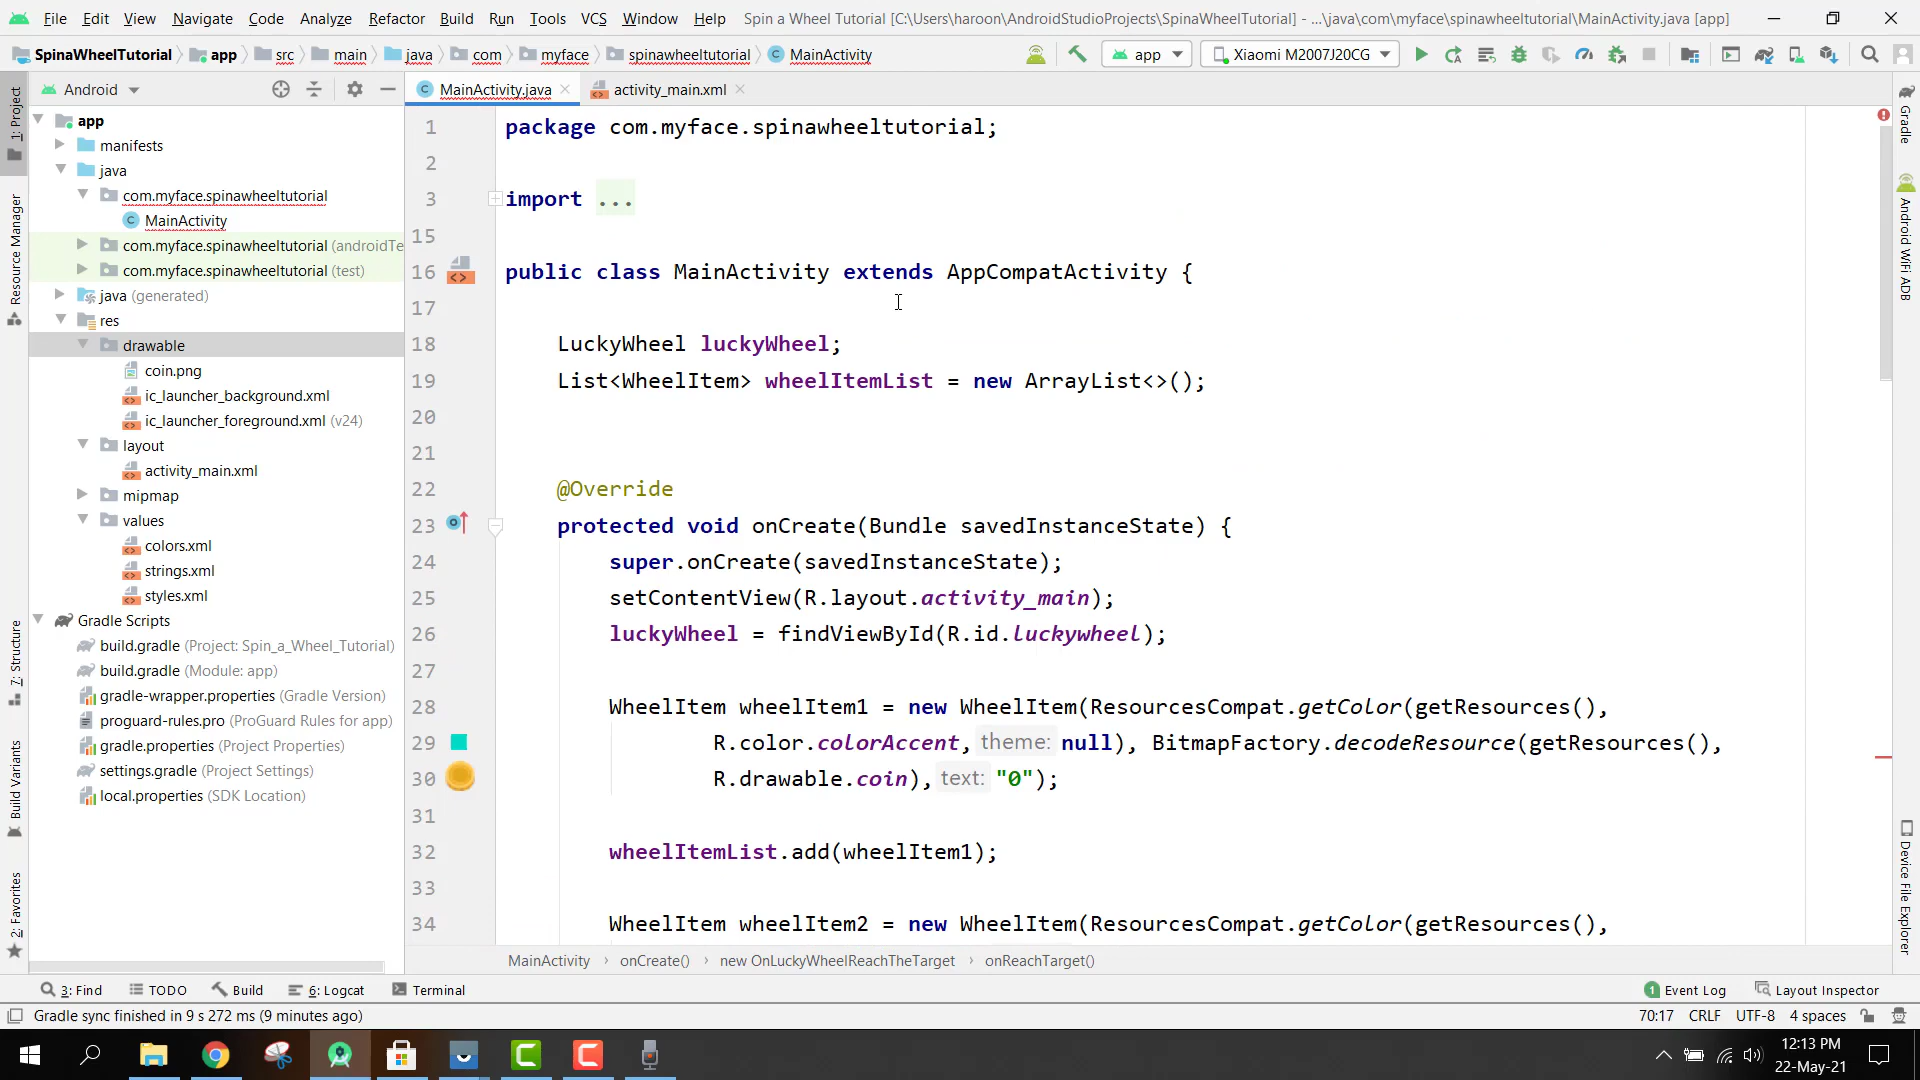 File Edit View Navigate Code Analyze Refactor Build Run Tools VCS Window Help Spin a Wheel Tutorial [C:\Users\haroon\AndroidStudioProjects\SpinaWheelTutorial] - ...\java\com\myface\spinawheeltutorial\MainActivity.java [app]
SpinaWheelTutorial app src main java com myface spinawheeltutorial MainActivity app Xiaomi M2007J20CG
Android
MainActivity.java activity_main.xml
1: Project
Resource Manager
7: Structure
Build Variants
2: Favorites
app
manifests
java
com.myface.spinawheeltutorial
MainActivity
com.myface.spinawheeltutorial (androidTe
com.myface.spinawheeltutorial (test)
java (generated)
res
drawable
coin.png
ic_launcher_background.xml
ic_launcher_foreground.xml (v24)
layout
activity_main.xml
mipmap
values
colors.xml
strings.xml
styles.xml
Gradle Scripts
build.gradle (Project: Spin_a_Wheel_Tutorial)
build.gradle (Module: app)
gradle-wrapper.properties (Gradle Version)
proguard-rules.pro (ProGuard Rules for app)
gradle.properties (Project Properties)
settings.gradle (Project Settings)
local.properties (SDK Location)
1 package com.myface.spinawheeltutorial;
2
3 import ...
15
16 public class MainActivity extends AppCompatActivity {
17
18 LuckyWheel luckyWheel;
19 List<WheelItem> wheelItemList = new ArrayList<>();
20
21
22 @Override
23 protected void onCreate(Bundle savedInstanceState) {
24 super.onCreate(savedInstanceState);
25 setContentView(R.layout.activity_main);
26 luckyWheel = findViewById(R.id.luckywheel);
27
28 WheelItem wheelItem1 = new WheelItem(ResourcesCompat.getColor(getResources(),
29 R.color.colorAccent, theme: null), BitmapFactory.decodeResource(getResources(),
30 R.drawable.coin), text: "0");
31
32 wheelItemList.add(wheelItem1);
33
34 WheelItem wheelItem2 = new WheelItem(ResourcesCompat.getColor(getResources(),
MainActivity › onCreate() › new OnLuckyWheelReachTheTarget › onReachTarget()
Gradle
Android WiFi ADB
Device File Explorer
3: Find TODO Build 6: Logcat Terminal 1 Event Log Layout Inspector
Gradle sync finished in 9 s 272 ms (9 minutes ago) 70:17 CRLF UTF-8 4 spaces
12:13 PM
22-May-21